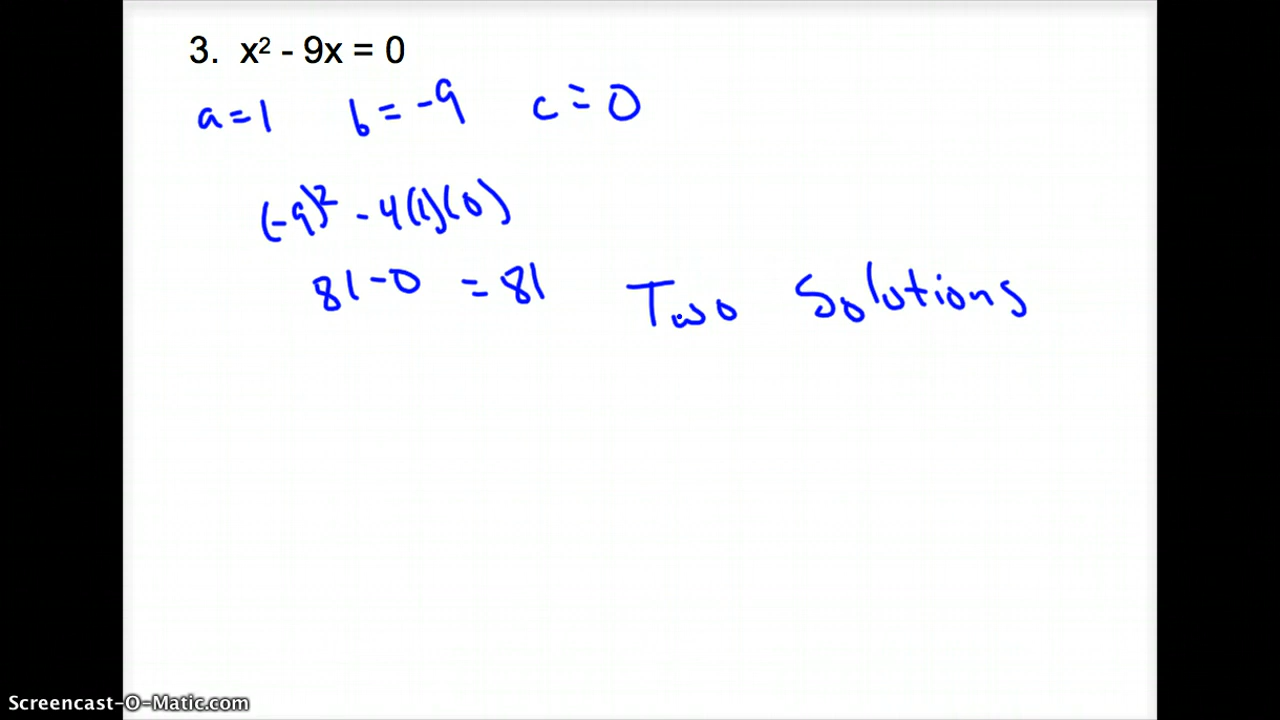 3. x² - 9x = 0
a = 1 b = -9 c = 0
(-9)² - 4(1)(0)
81 - 0 = 81 Two Solutions
Screencast-O-Matic.com